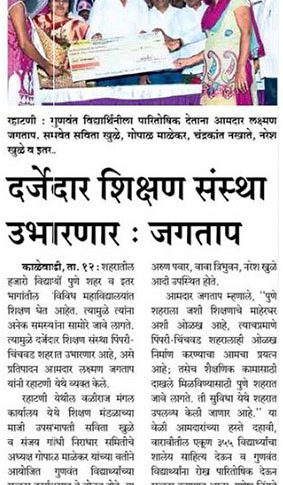 रहाटणी : गुणवंत विद्यार्थिनीला पारितोषिक देताना आमदार लक्ष्मण
जगताप. समवेत सविता खुळे, गोपाळ माळेकर, चंद्रकांत नखाते, नरेश
खुळे व इतर.
दर्जेदार शिक्षण संस्था
उभारणार : जगताप
काळेवाडी, ता. १२ : शहरातील
हजारो विद्यार्थी पुणे शहर व इतर
भागांतील विविध महाविद्यालयांत
शिक्षण घेत आहेत. त्यामुळे त्यांना
अनेक समस्यांना सामोरे जावे लागते.
त्यामुळे दर्जेदार शिक्षण संस्था पिंपरी-
चिंचवड शहरात उभारणार आहे, असे
प्रतिपादन आमदार लक्ष्मण जगताप
यांनी रहाटणी येथे व्यक्त केले.
रहाटणी येथील वळीराज मंगल
कार्यालय येथे शिक्षण मंडळाच्या
माजी उपसभापती सविता खुळे
व संजय गांधी निराधार समितीचे
अध्यक्ष गोपाळ माळेकर यांच्या वतीने
आयोजित गुणवंत विद्यार्थ्यांच्या
अरुण पवार, बाबा त्रिभुवन, नरेश खुळे
आदी उपस्थित होते.
आमदार जगताप म्हणाले, ''पुणे
शहराला जशी शिक्षणाचे माहेरघर
अशी ओळख आहे, त्याचप्रमाणे
पिंपरी-चिंचवड शहरालाही ओळख
निर्माण करण्याचा आमचा प्रयत्न
आहे; तसेच शैक्षणिक कामासाठी
दाखले मिळविण्यासाठी पुणे शहरात
जावे लागते. ती सुविधा येथे शहरात
उपलब्ध केली जाणार आहे.'' या
वेळी आमदारांच्या हस्ते दहावी,
बारावीतील एकूण ३५५ विद्यार्थ्यांचा
शालेय साहित्य देऊन व गुणवंत
विद्यार्थ्यांना रोख पारितोषिक देऊन